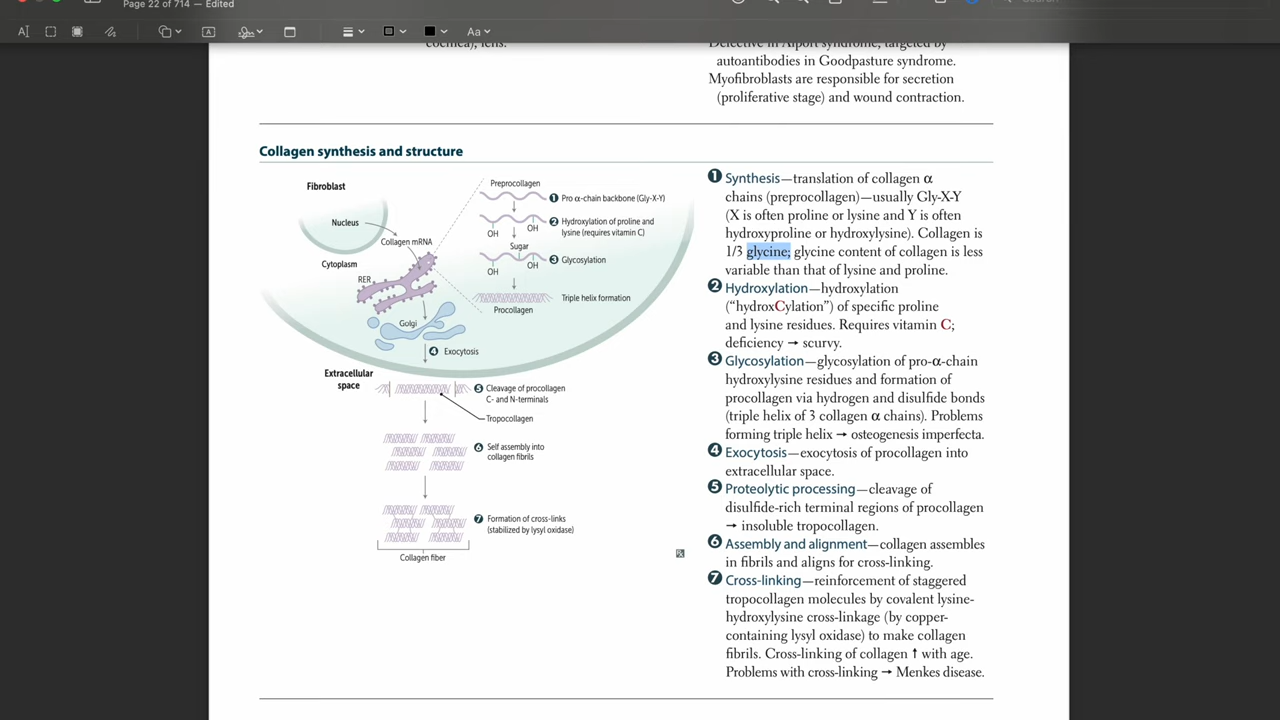 Page 22 of 714 — Edited
Search
Aa
cochlea), lens.
Defective in Alport syndrome; targeted by
autoantibodies in Goodpasture syndrome.
Myofibroblasts are responsible for secretion
(proliferative stage) and wound contraction.
Collagen synthesis and structure
Fibroblast
Nucleus
Collagen mRNA
Cytoplasm
RER
Golgi
4 Exocytosis
Preprocollagen
1 Pro α-chain backbone (Gly-X-Y)
2 Hydroxylation of proline and
lysine (requires vitamin C)
OH OH
Sugar
3 Glycosylation
OH OH
Triple helix formation
Procollagen
Extracellular
space
5 Cleavage of procollagen
C- and N-terminals
Tropocollagen
6 Self assembly into
collagen fibrils
7 Formation of cross-links
(stabilized by lysyl oxidase)
Collagen fiber
1 Synthesis—translation of collagen α
chains (preprocollagen)—usually Gly-X-Y
(X is often proline or lysine and Y is often
hydroxyproline or hydroxylysine). Collagen is
1/3 glycine; glycine content of collagen is less
variable than that of lysine and proline.
2 Hydroxylation—hydroxylation
(“hydroxCylation”) of specific proline
and lysine residues. Requires vitamin C;
deficiency → scurvy.
3 Glycosylation—glycosylation of pro-α-chain
hydroxylysine residues and formation of
procollagen via hydrogen and disulfide bonds
(triple helix of 3 collagen α chains). Problems
forming triple helix → osteogenesis imperfecta.
4 Exocytosis—exocytosis of procollagen into
extracellular space.
5 Proteolytic processing—cleavage of
disulfide-rich terminal regions of procollagen
→ insoluble tropocollagen.
6 Assembly and alignment—collagen assembles
in fibrils and aligns for cross-linking.
7 Cross-linking—reinforcement of staggered
tropocollagen molecules by covalent lysine-
hydroxylysine cross-linkage (by copper-
containing lysyl oxidase) to make collagen
fibrils. Cross-linking of collagen ↑ with age.
Problems with cross-linking → Menkes disease.